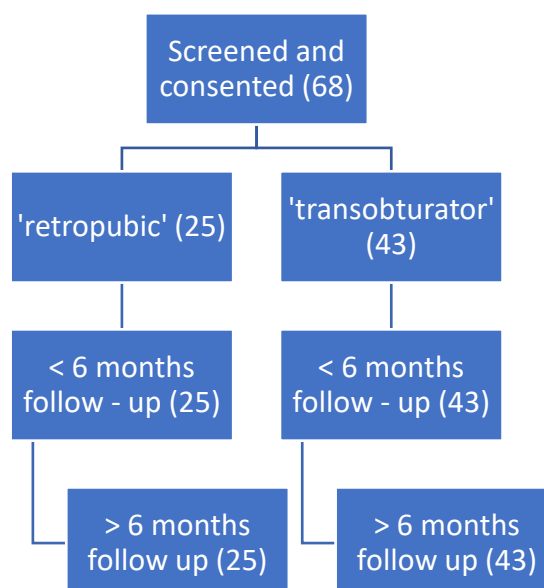 Screened and
consented (68)
'retropubic' (25)
'transobturator'
(43)
< 6 months
follow - up (25)
< 6 months
follow - up (43)
> 6 months
follow up (25)
> 6 months
follow up (43)